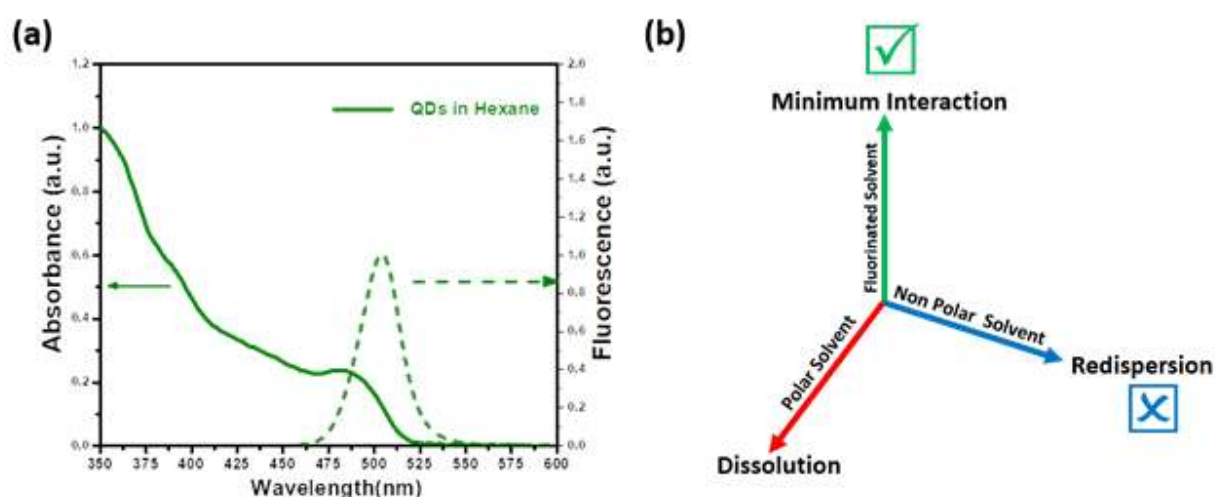 (a)
1.2
1.0
0.8
0.6
0.4
0.2
0.0
Absorbance (a.u.)
QDs in Hexane
2.0
1.8
1.6
1.4
1.2
1.0
0.8
0.6
0.4
0.2
0.0
Fluorescence (a.u.)
350 375 400 425 450 475 500 525 550 575 600
Wavelength(nm)
(b)
Minimum Interaction
Fluorinated Solvent
Non Polar Solvent
Polar Solvent
Redispersion
Dissolution